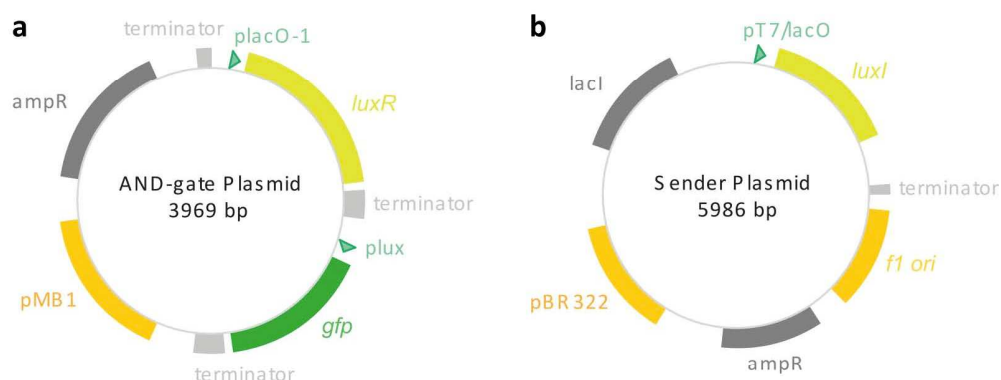 a
terminator
placO-1
ampR
luxR
AND-gate Plasmid
3969 bp
terminator
plux
pMB1
gfp
terminator
b
pT7/lacO
lacI
luxI
Sender Plasmid
5986 bp
terminator
f1 ori
pBR322
ampR